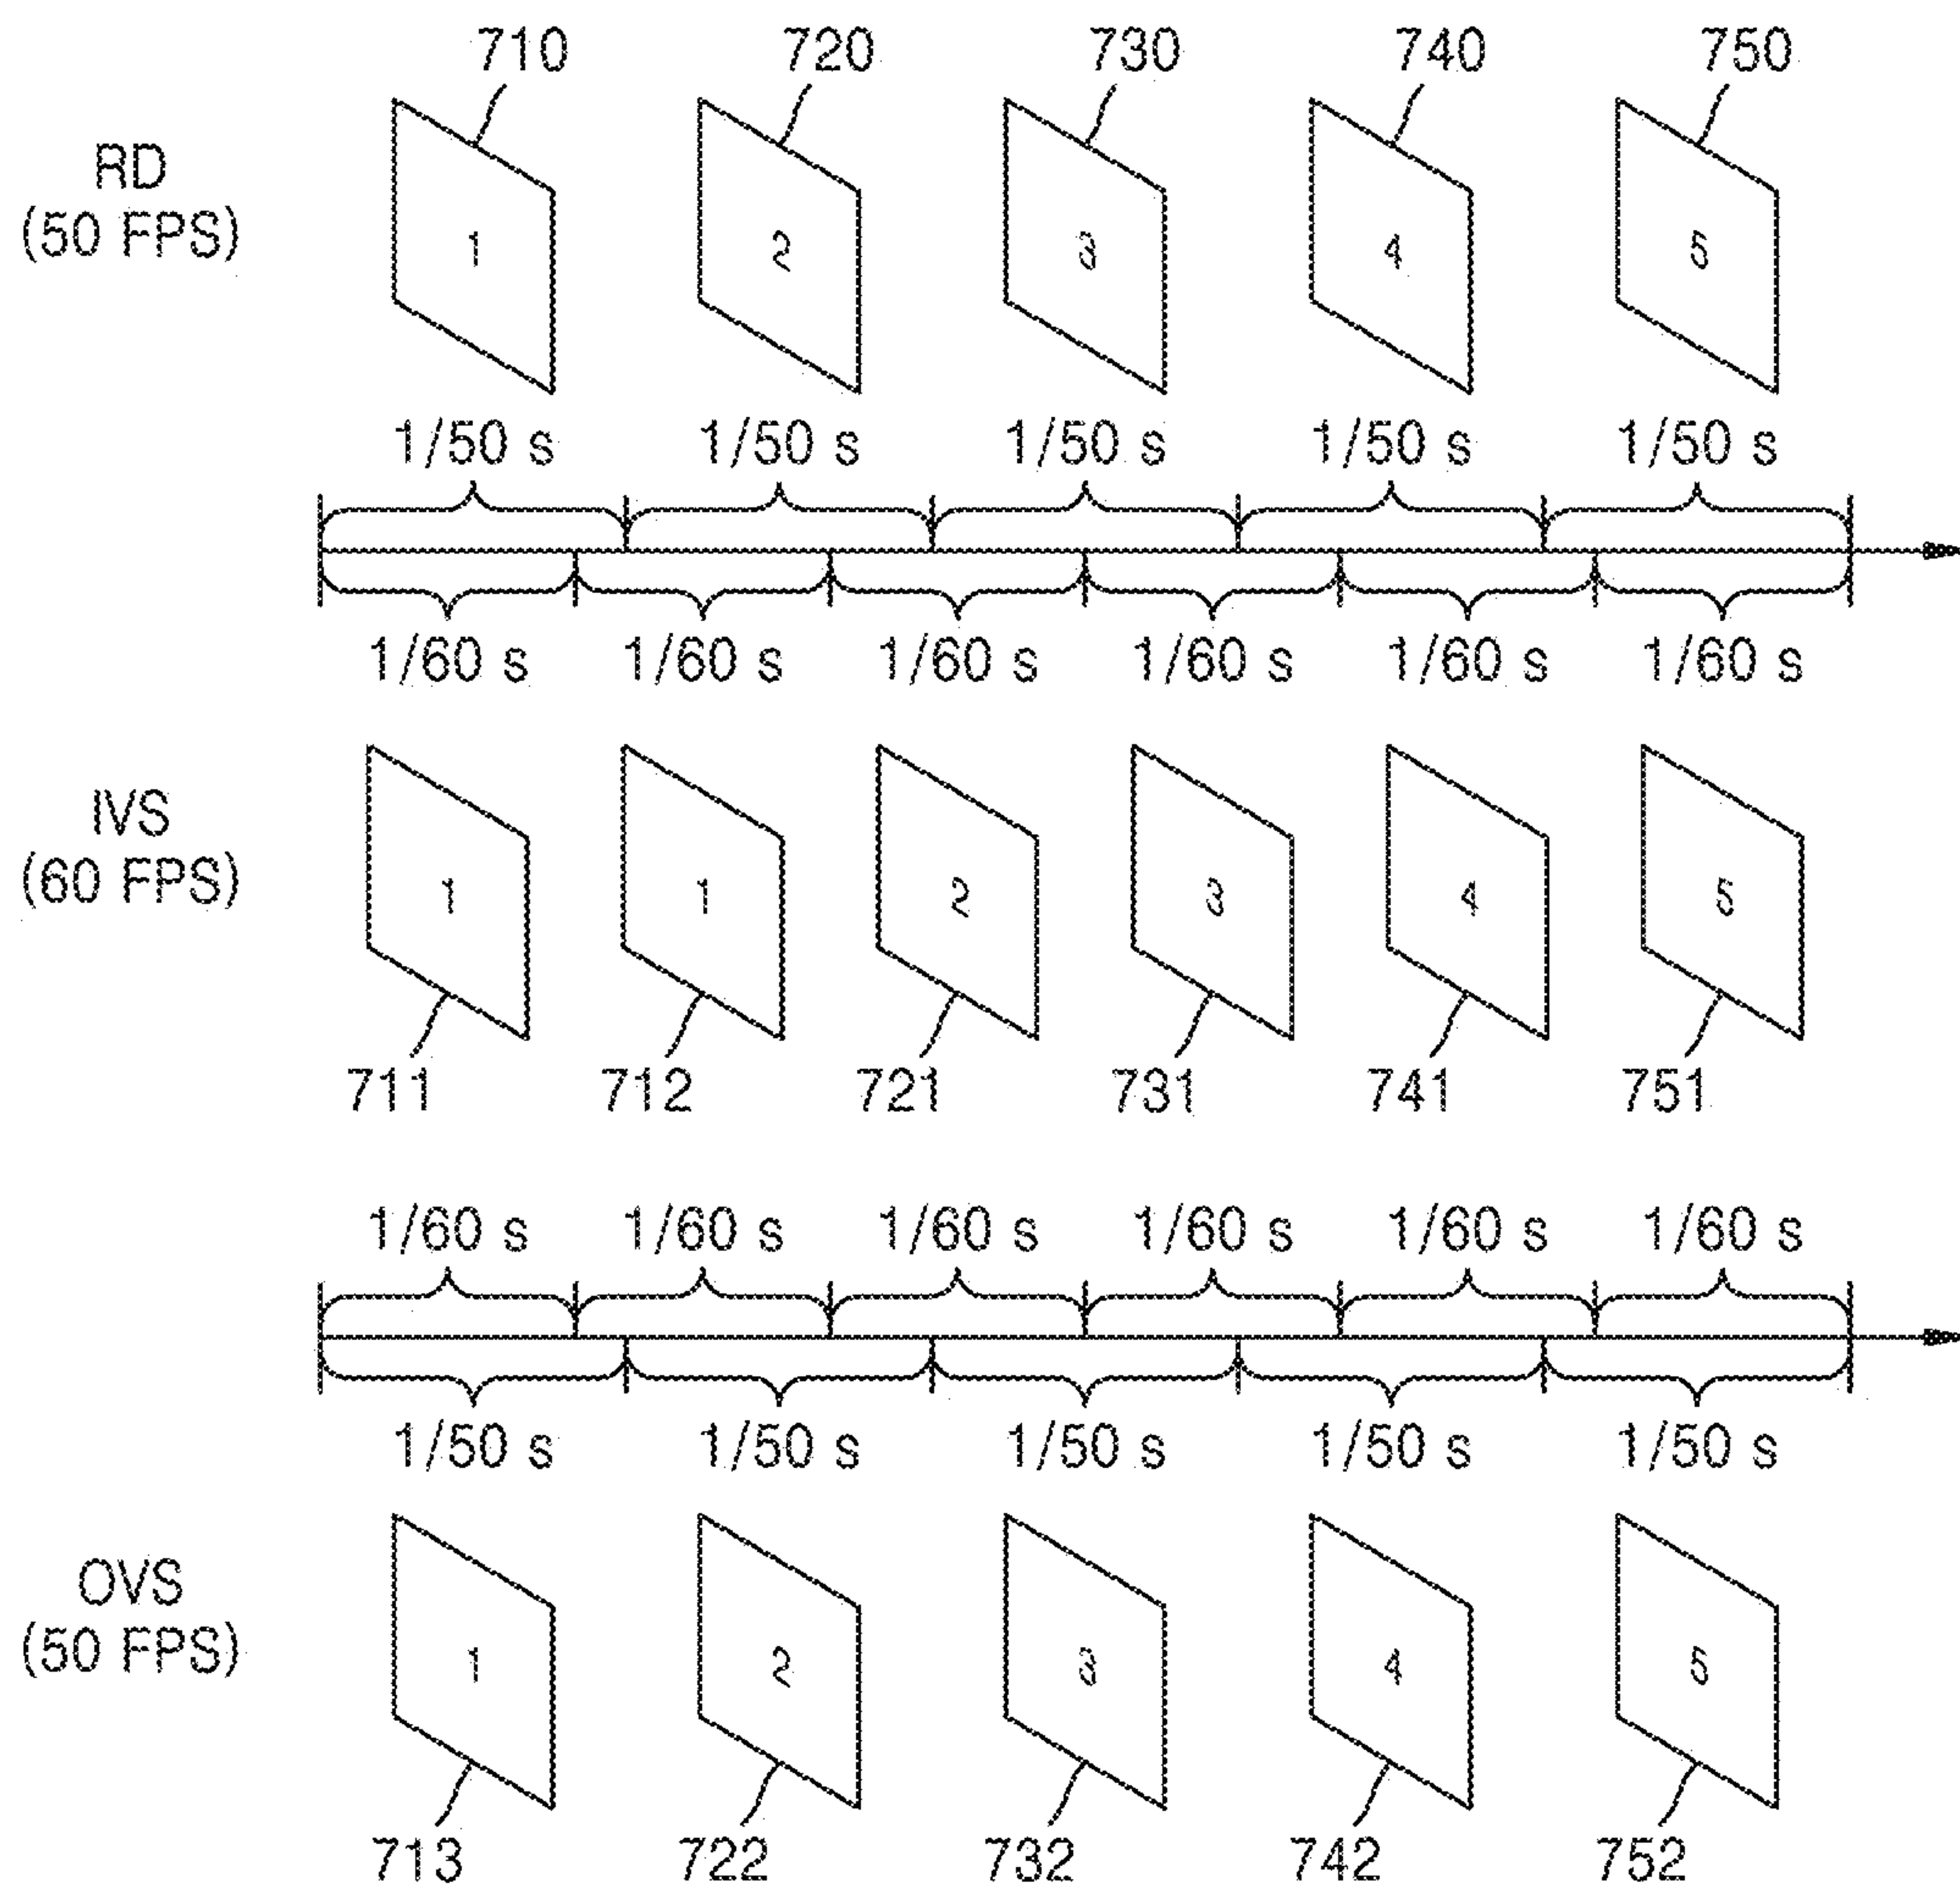 710 720 730 740 750
RD
(50 FPS)
1 2 3 4 5
1/50 s 1/50 s 1/50 s 1/50 s 1/50 s
1/60 s 1/60 s 1/60 s 1/60 s 1/60 s 1/60 s
IVS
(60 FPS)
1 1 2 3 4 5
711 712 721 731 741 751
1/60 s 1/60 s 1/60 s 1/60 s 1/60 s 1/60 s
1/50 s 1/50 s 1/50 s 1/50 s 1/50 s
OVS
(50 FPS)
1 2 3 4 5
713 722 732 742 752